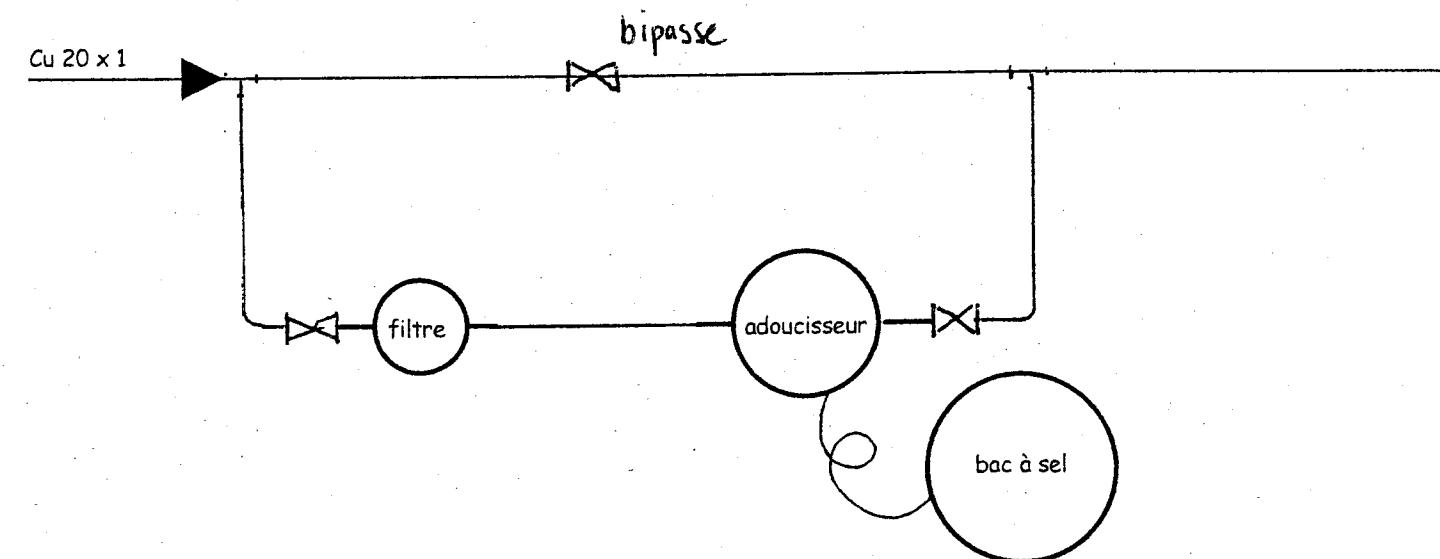 bipasse
Cu 20 x 1
filtre
adoucisseur
bac à sel